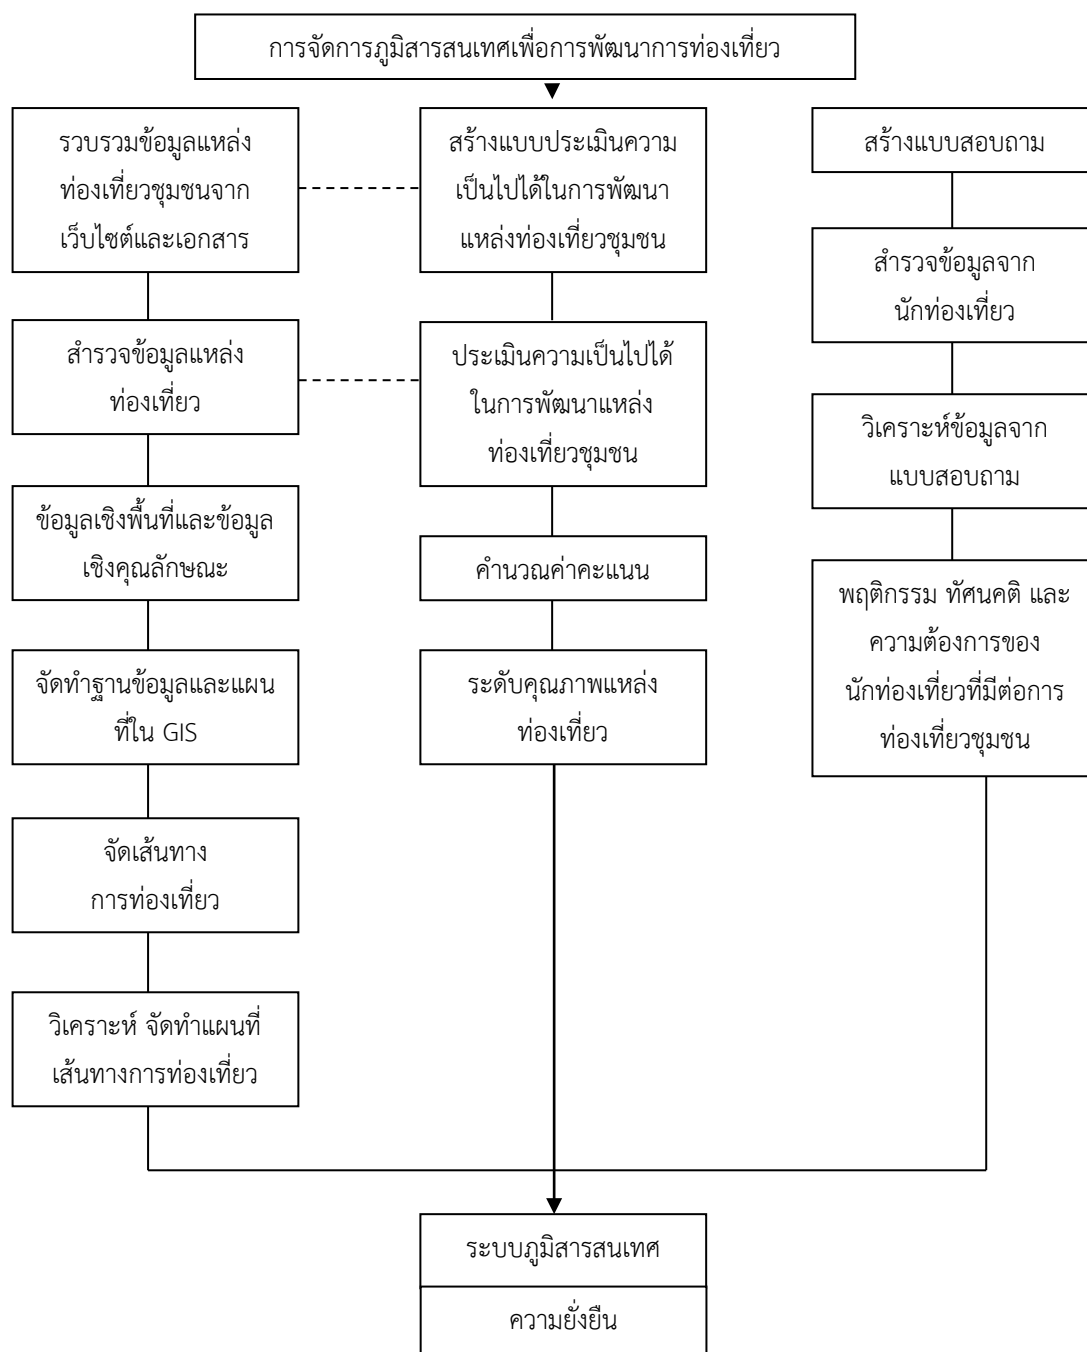 การจัดการภูมิสารสนเทศเพื่อการพัฒนาการท่องเที่ยว
รวบรวมข้อมูลแหล่ง
ท่องเที่ยวชุมชนจาก
เว็บไซต์และเอกสาร
สำรวจข้อมูลแหล่ง
ท่องเที่ยว
ข้อมูลเชิงพื้นที่และข้อมูล
เชิงคุณลักษณะ
จัดทำฐานข้อมูลและแผน
ที่ใน GIS
จัดเส้นทาง
การท่องเที่ยว
วิเคราะห์ จัดทำแผนที่
เส้นทางการท่องเที่ยว
สร้างแบบประเมินความ
เป็นไปได้ในการพัฒนา
แหล่งท่องเที่ยวชุมชน
ประเมินความเป็นไปได้
ในการพัฒนาแหล่ง
ท่องเที่ยวชุมชน
คำนวณค่าคะแนน
ระดับคุณภาพแหล่ง
ท่องเที่ยว
สร้างแบบสอบถาม
สำรวจข้อมูลจาก
นักท่องเที่ยว
วิเคราะห์ข้อมูลจาก
แบบสอบถาม
พฤติกรรม ทัศนคติ และ
ความต้องการของ
นักท่องเที่ยวที่มีต่อการ
ท่องเที่ยวชุมชน
ระบบภูมิสารสนเทศ
ความยั่งยืน